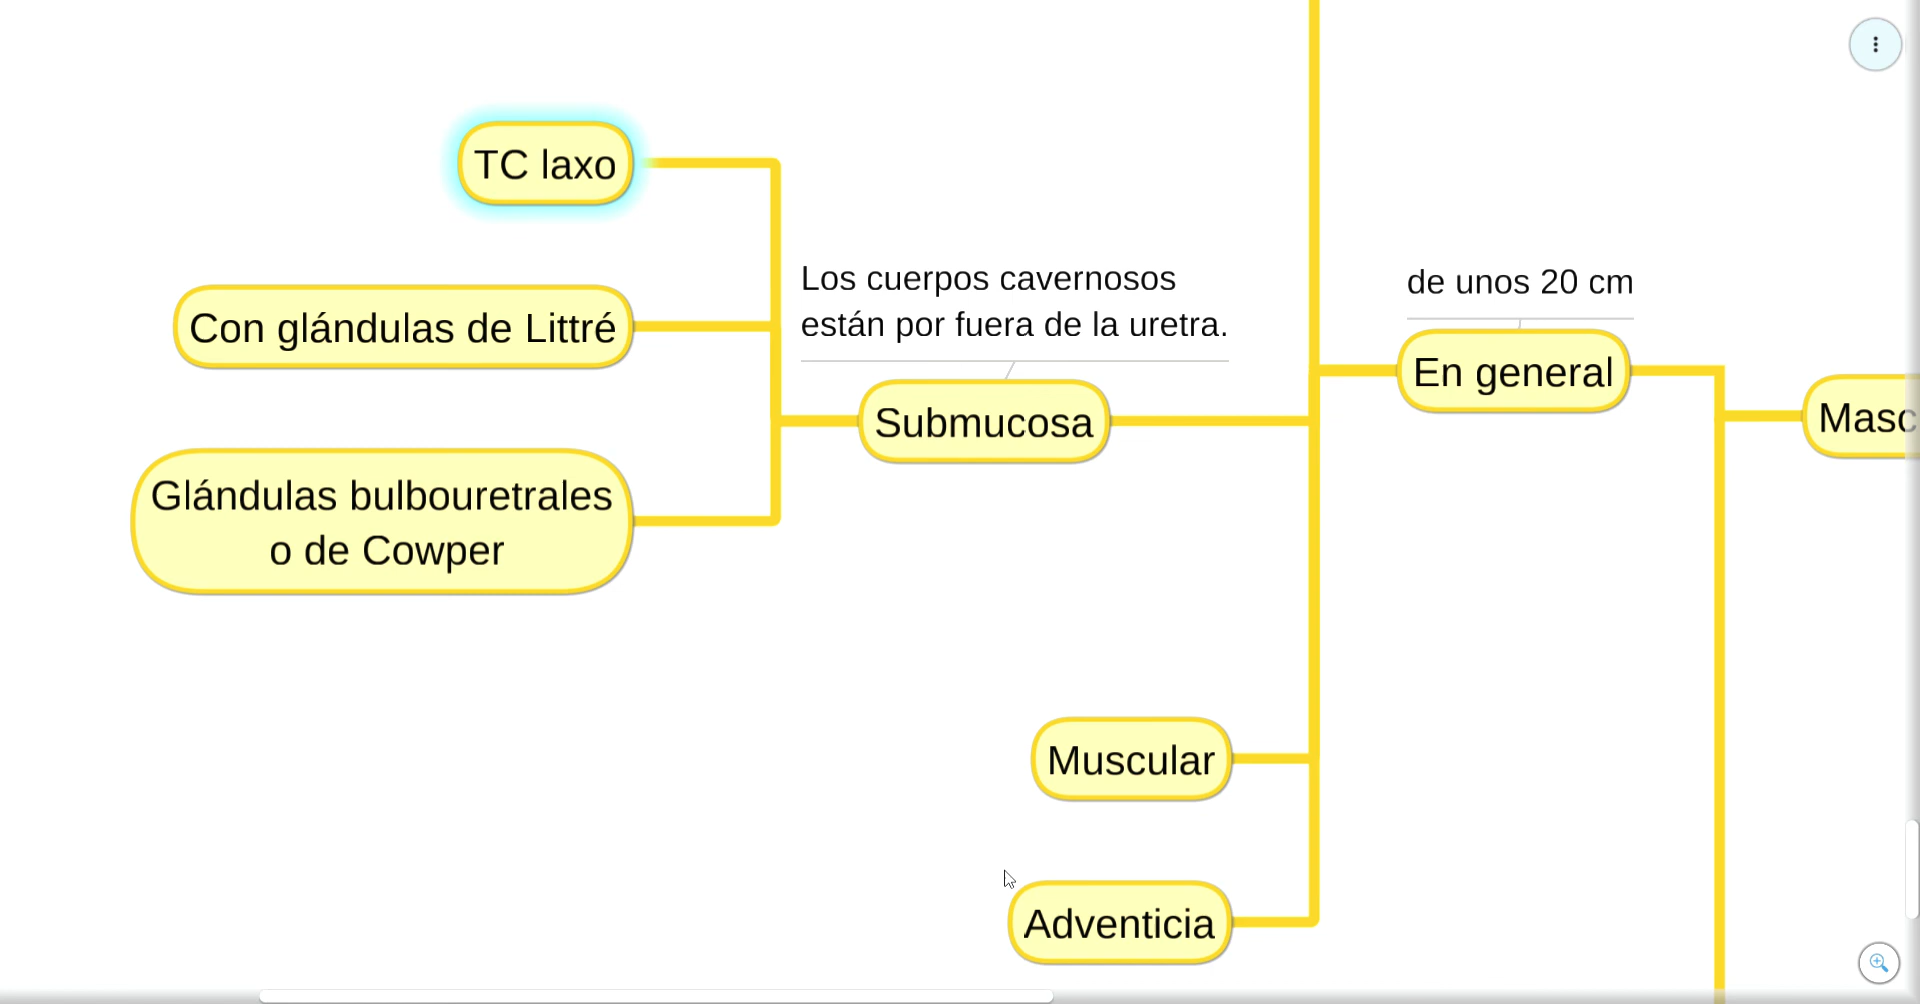 TC laxo
Con glándulas de Littré
Glándulas bulbouretrales
o de Cowper
Los cuerpos cavernosos
están por fuera de la uretra.
Submucosa
Muscular
Adventicia
de unos 20 cm
En general
Masc